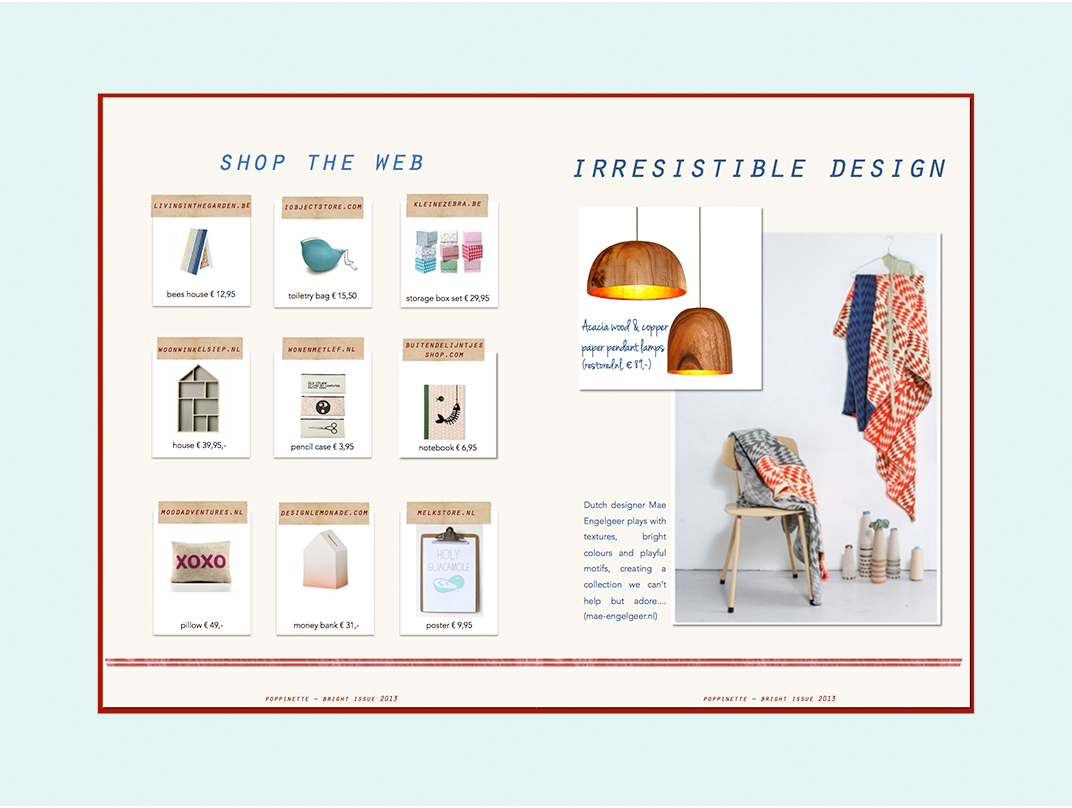 SHOP THE WEB
LIVINGINTHEGARDEN.BE
bees house € 12,95
IOBJECTSTORE.COM
toiletry bag € 15,50
KLEINEZEBRA.BE
storage box set € 29,95
WOONWINKELSIEP.NL
house € 39,95,-
WONENMETLEF.NL
pencil case € 3,95
BUITENDELIJNTJES
SHOP.COM
notebook € 6,95
MOODADVENTURES.NL
XOXO
pillow € 49,-
DESIGNLEMONADE.COM
money bank € 31,-
MELKSTORE.NL
HOLY
GUACAMOLE
poster € 9,95
POPPINETTE – BRIGHT ISSUE 2013
IRRESISTIBLE DESIGN
Acacia wood & copper
paper pendant lamps
(restored.nl, € 87,-)
Dutch designer Mae
Engelgeer plays with
textures, bright
colours and playful
motifs, creating a
collection we can't
help but adore....
(mae-engelgeer.nl)
POPPINETTE – BRIGHT ISSUE 2013